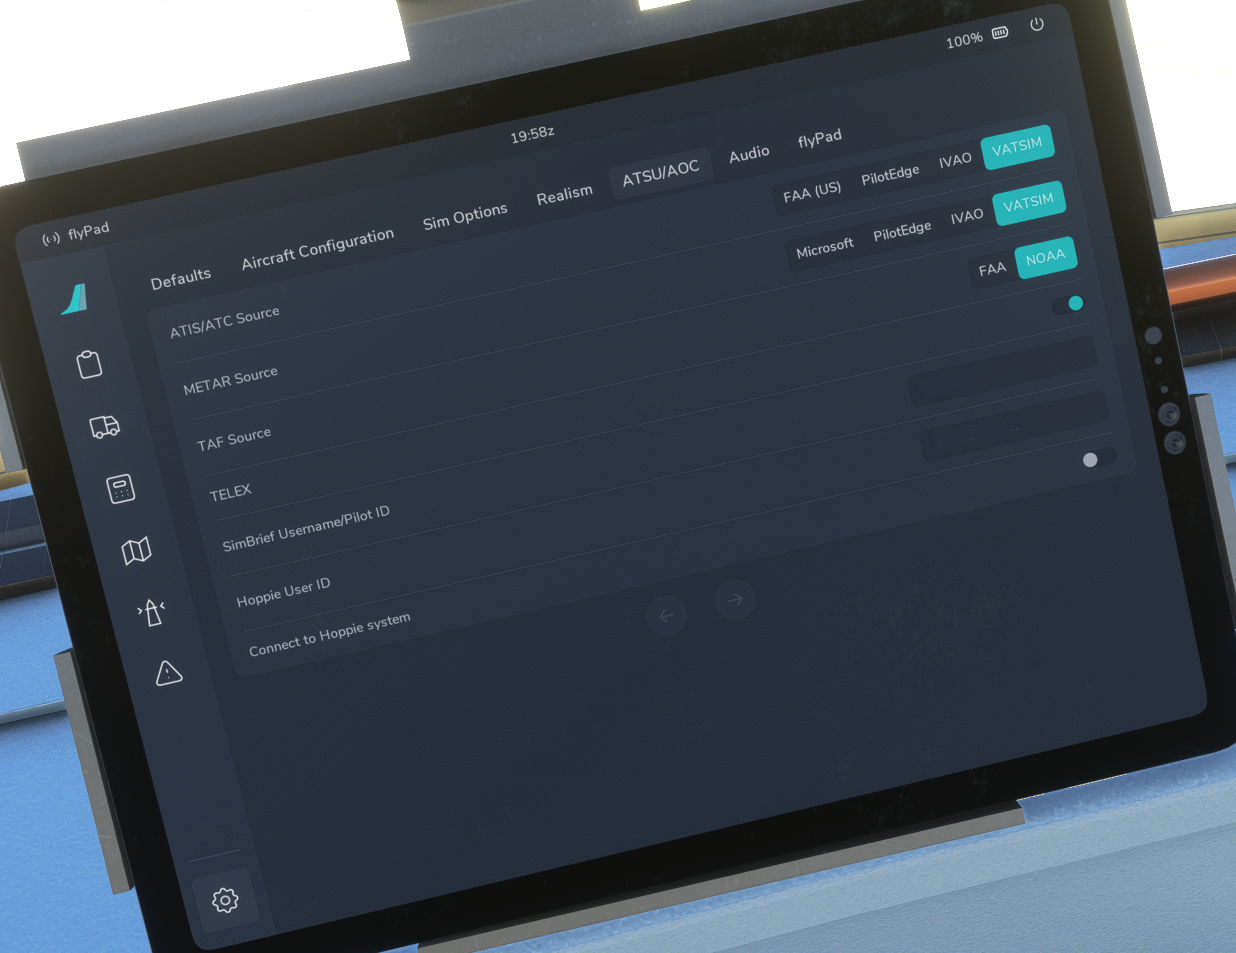 100%
19:58z
flyPad
Defaults Aircraft Configuration Sim Options Realism ATSU/AOC Audio flyPad
ATIS/ATC Source FAA (US) PilotEdge IVAO VATSIM
METAR Source Microsoft PilotEdge IVAO VATSIM
TAF Source FAA NOAA
TELEX
SimBrief Username/Pilot ID
Hoppie User ID
Connect to Hoppie system